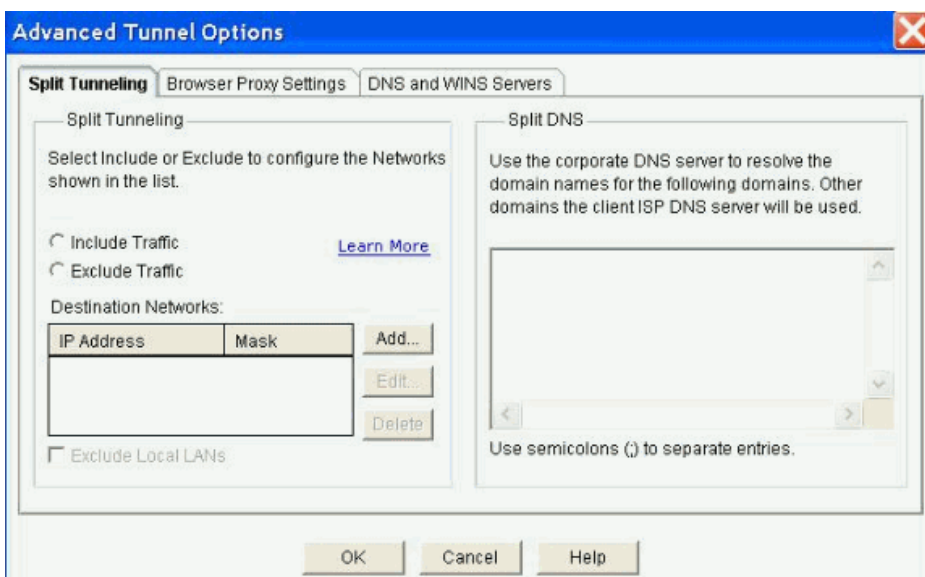 Advanced Tunnel Options
Split Tunneling
Browser Proxy Settings
DNS and WINS Servers
Split Tunneling
Select Include or Exclude to configure the Networks
shown in the list.
Include Traffic
Learn More
Exclude Traffic
Destination Networks:
IP Address
Mask
Add...
Edit...
Delete
Exclude Local LANs
Split DNS
Use the corporate DNS server to resolve the
domain names for the following domains. Other
domains the client ISP DNS server will be used.
Use semicolons (;) to separate entries.
OK
Cancel
Help